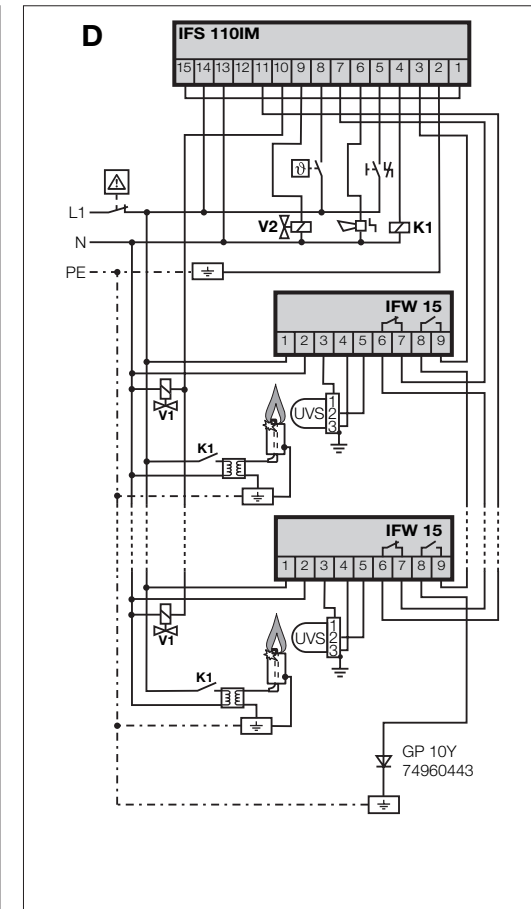 D
IFS 110IM
15 14 13 12 11 10 9 8 7 6 5 4 3 2 1
ϑ
L1
V2
K1
N
PE
IFW 15
1 2 3 4 5 6 7 8 9
V1
UVS
1
2
3
K1
IFW 15
1 2 3 4 5 6 7 8 9
V1
UVS
1
2
3
K1
GP 10Y
74960443